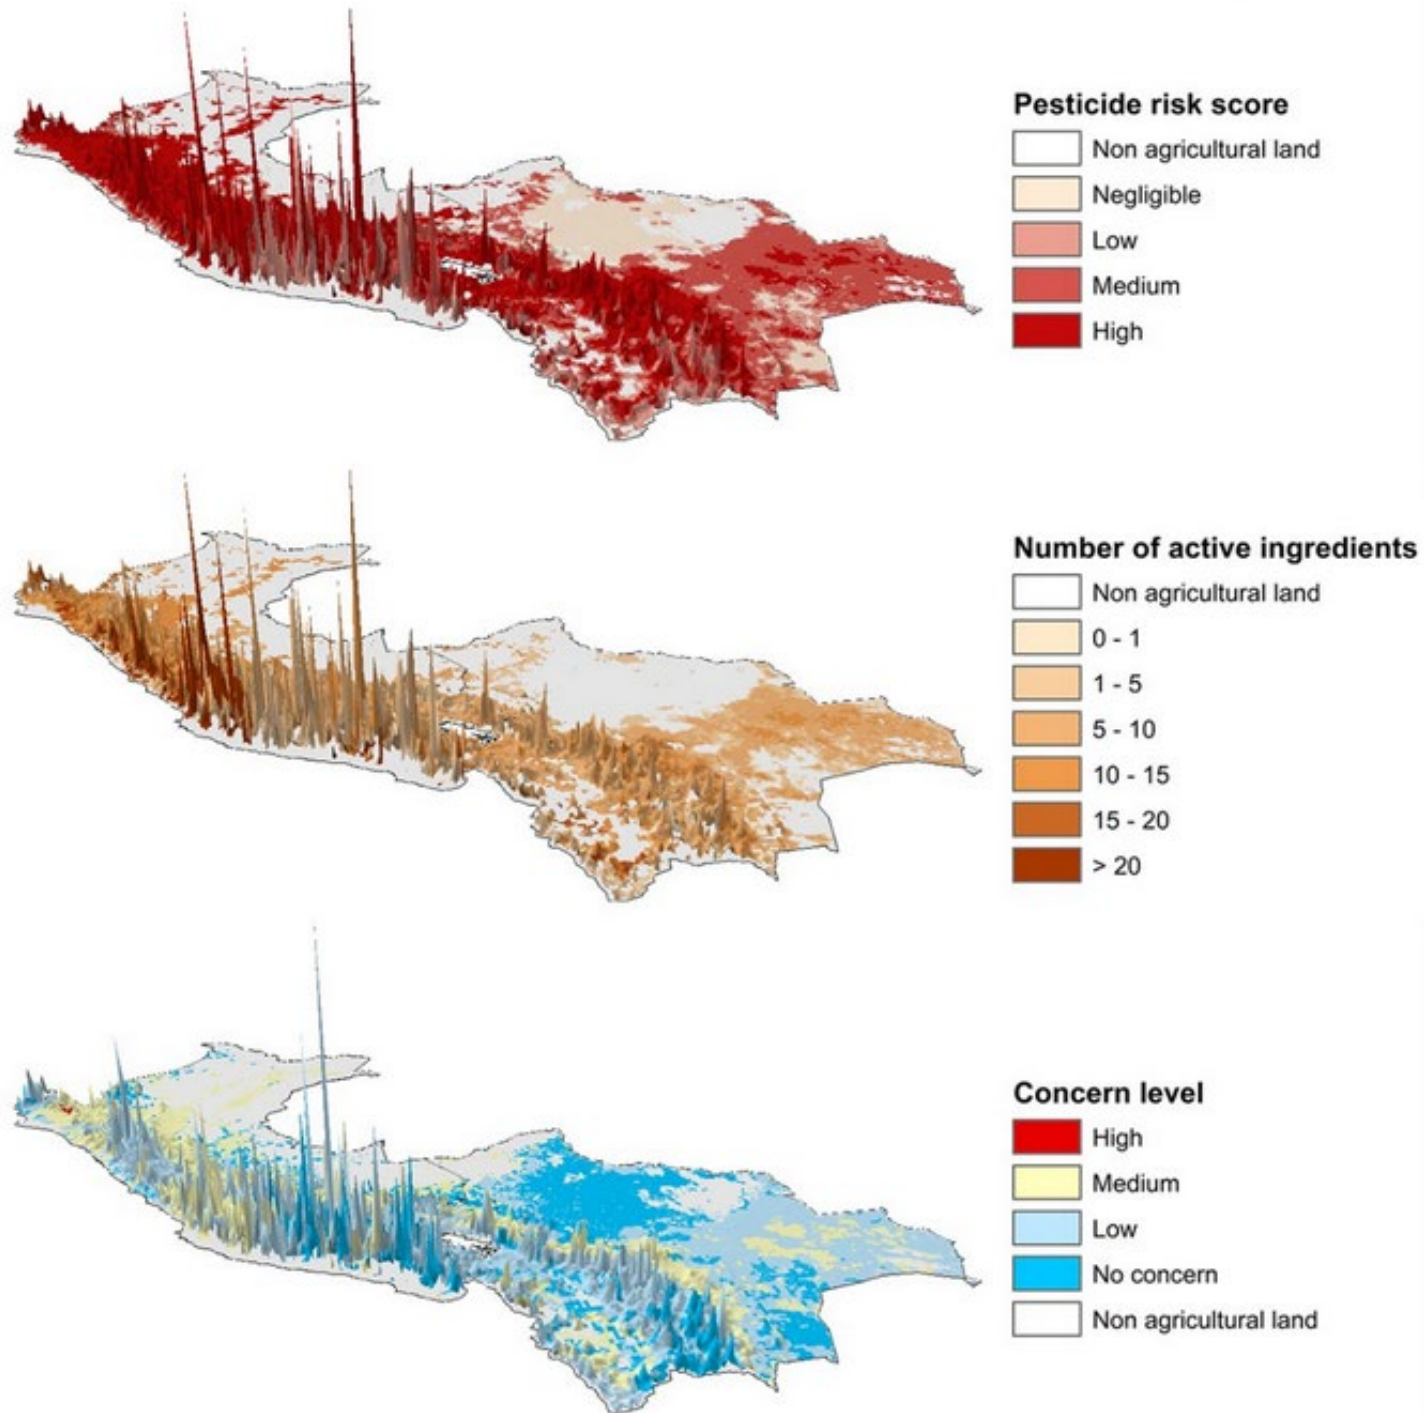 Pesticide risk score
Non agricultural land
Negligible
Low
Medium
High
Number of active ingredients
Non agricultural land
0 - 1
1 - 5
5 - 10
10 - 15
15 - 20
> 20
Concern level
High
Medium
Low
No concern
Non agricultural land